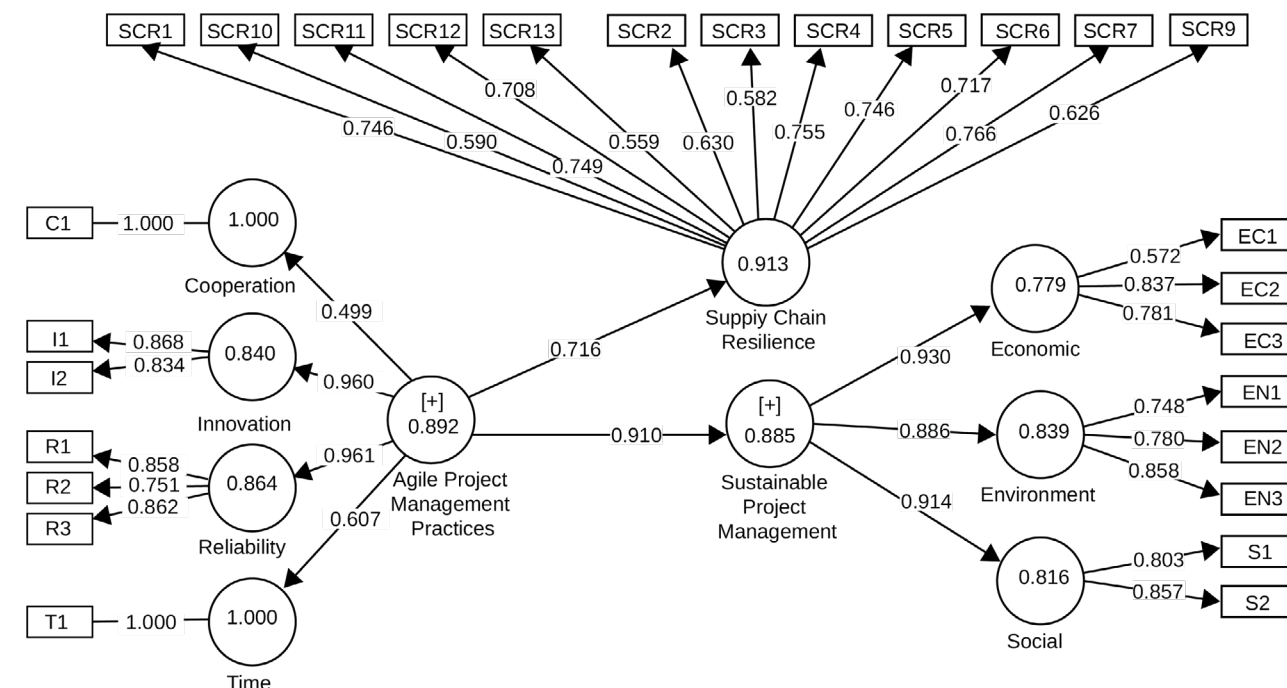 SCR1 SCR10 SCR11 SCR12 SCR13 SCR2 SCR3 SCR4 SCR5 SCR6 SCR7 SCR9
0.708
0.582
0.717
0.746
0.626
0.746
0.590
0.749
0.559
0.630
0.755
0.766
C1
1.000
1.000
Cooperation
0.913
Suppiy Chain
Resilience
0.499
0.716
I1
I2
0.868
0.834
0.840
Innovation
0.960
R1
R2
R3
0.858
0.751
0.862
0.864
Reliability
0.961
[+]
0.892
Agile Project
Management
Practices
0.607
T1
1.000
1.000
Time
0.910
[+]
0.885
Sustainable
Project
Management
0.930
0.886
0.914
0.779
Economic
0.572
0.837
0.781
EC1
EC2
EC3
0.839
Environment
0.748
0.780
0.858
EN1
EN2
EN3
0.816
Social
0.803
0.857
S1
S2